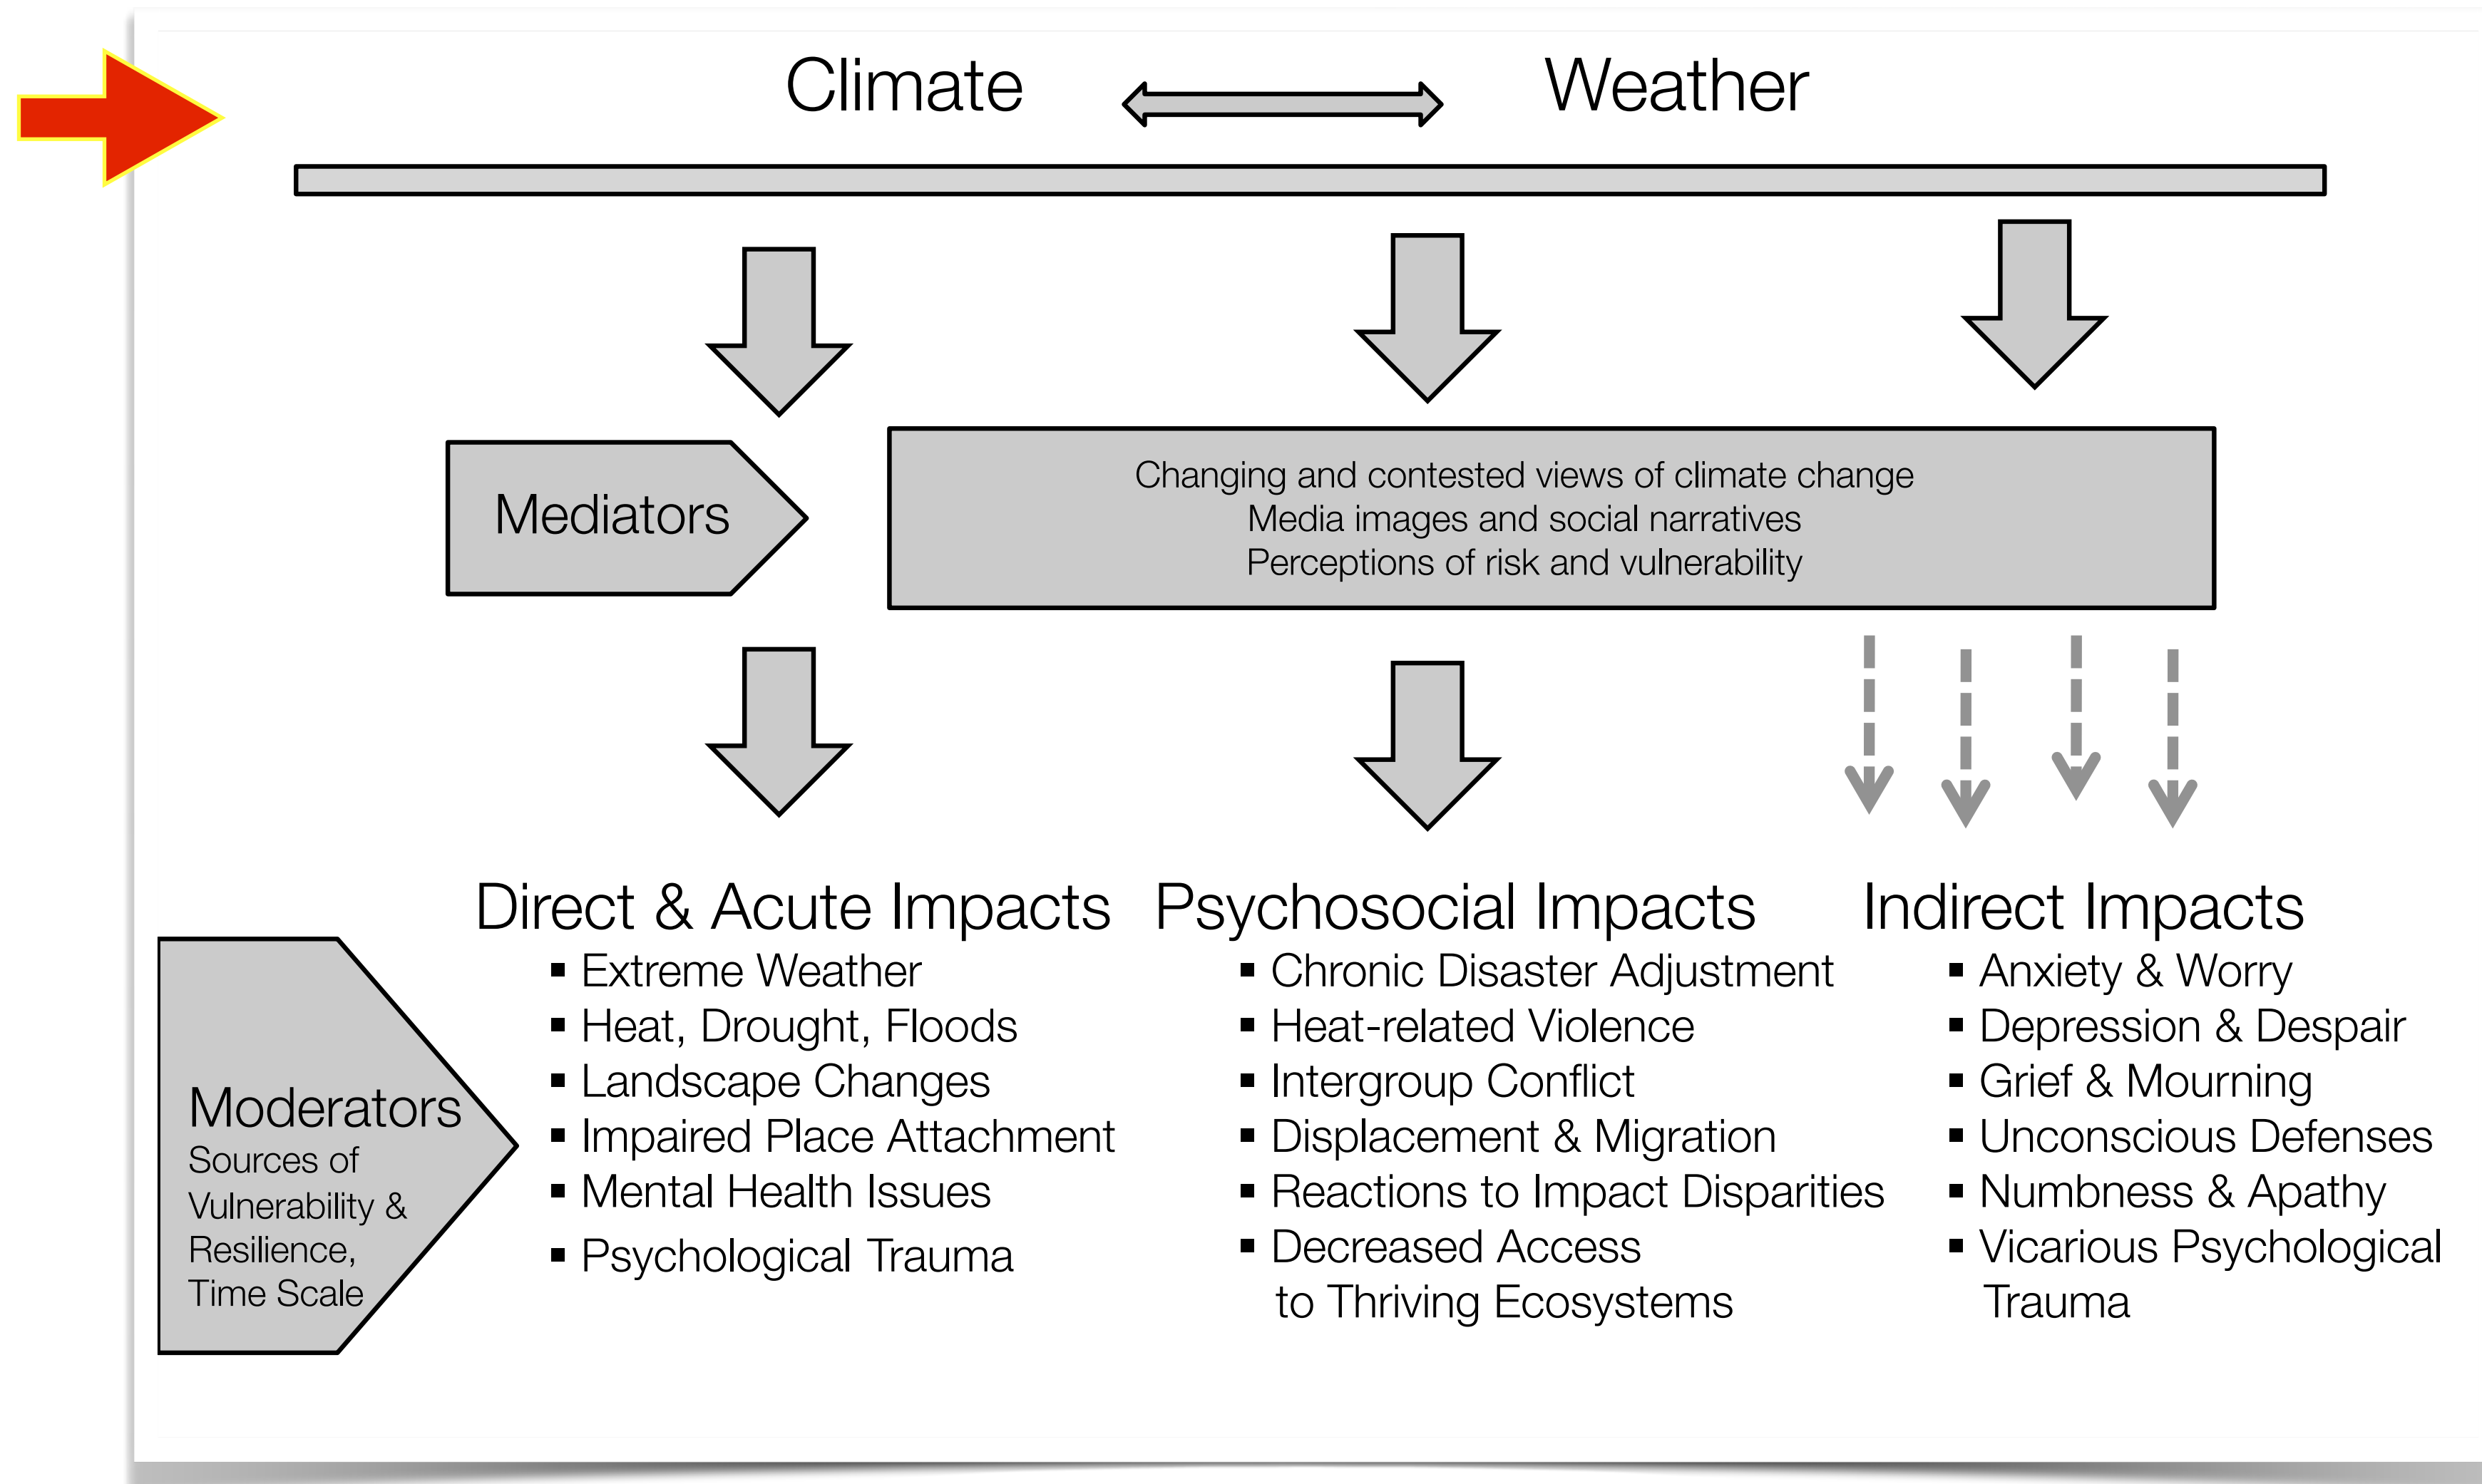 Climate Weather
Mediators
Changing and contested views of climate change
Media images and social narratives
Perceptions of risk and vulnerability
Moderators
Sources of
Vulnerability &
Resilience,
Time Scale
Direct & Acute Impacts
▪ Extreme Weather
▪ Heat, Drought, Floods
▪ Landscape Changes
▪ Impaired Place Attachment
▪ Mental Health Issues
▪ Psychological Trauma
Psychosocial Impacts
▪ Chronic Disaster Adjustment
▪ Heat-related Violence
▪ Intergroup Conflict
▪ Displacement & Migration
▪ Reactions to Impact Disparities
▪ Decreased Access
to Thriving Ecosystems
Indirect Impacts
▪ Anxiety & Worry
▪ Depression & Despair
▪ Grief & Mourning
▪ Unconscious Defenses
▪ Numbness & Apathy
▪ Vicarious Psychological
Trauma